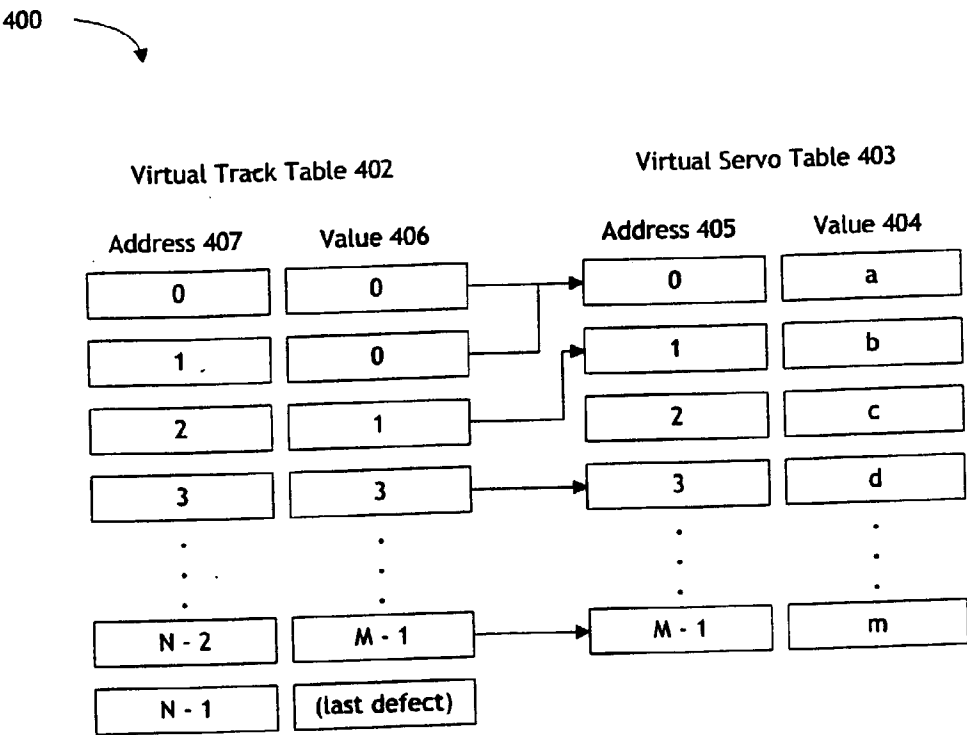 400
Virtual Track Table 402 Virtual Servo Table 403
Address 407 Value 406 Address 405 Value 404
0 0 0 a
1 0 1 b
2 1 2 c
3 3 3 d
N - 2 M - 1 M - 1 m
N - 1 (last defect)